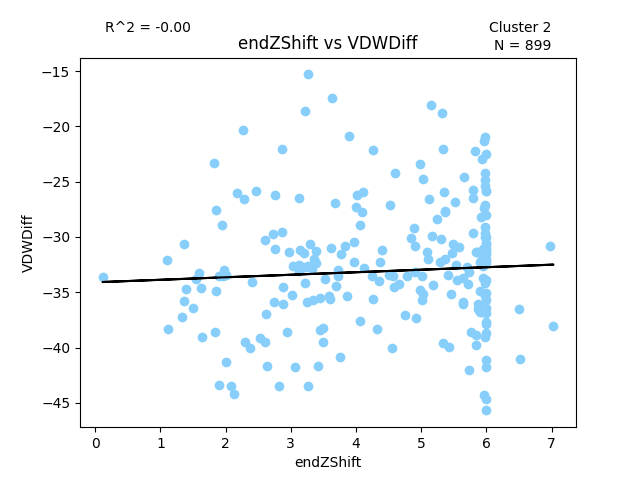 R^2 = -0.00
Cluster 2
N = 899
endZShift vs VDWDiff
VDWDiff
−15
−20
−25
−30
−35
−40
−45
0 1 2 3 4 5 6 7
endZShift